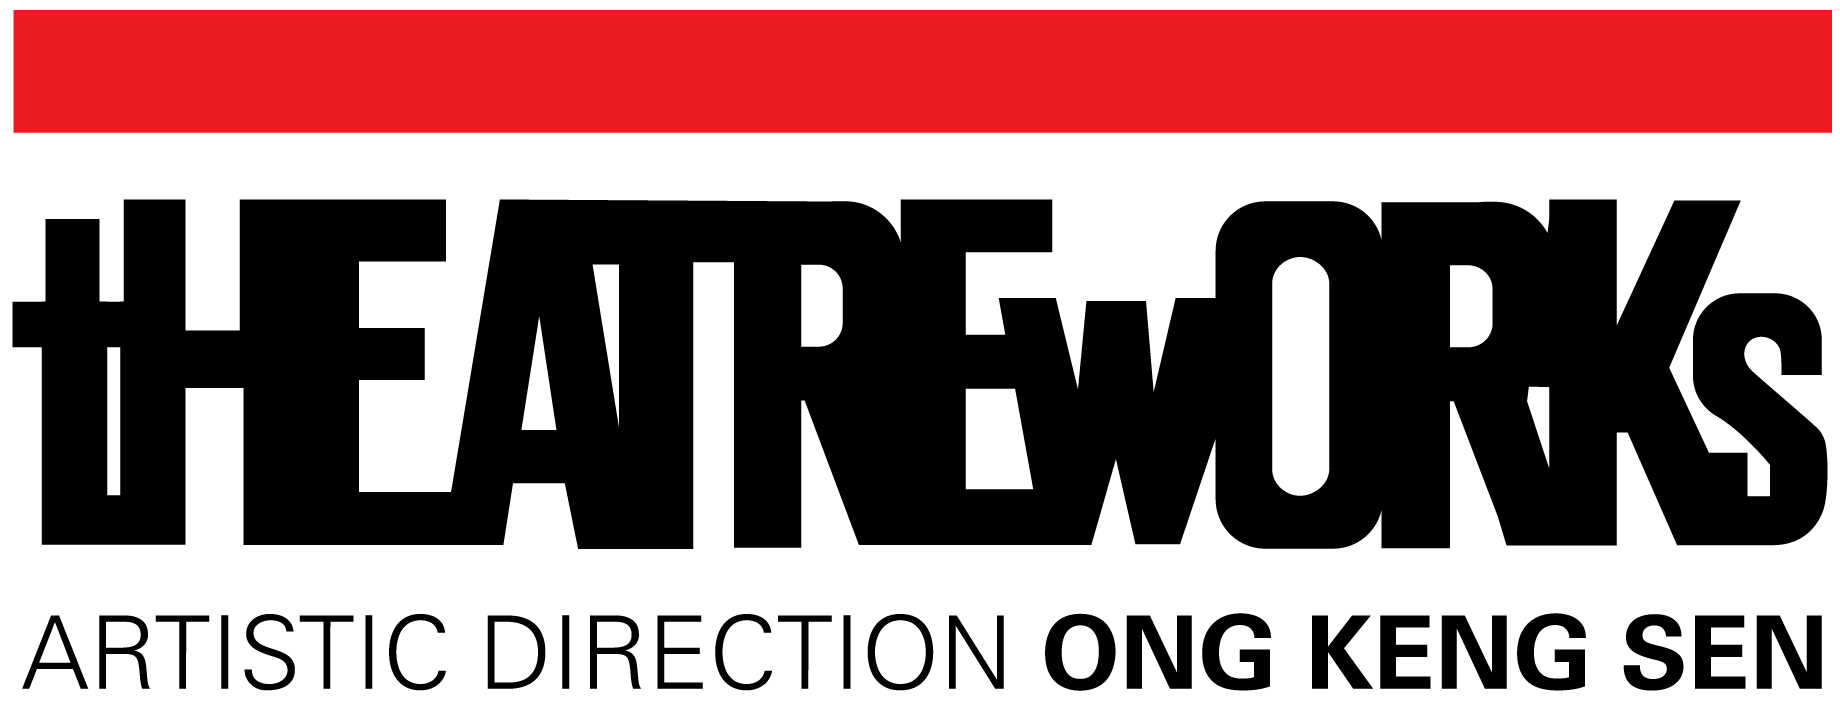 tHEATREwORKs
ARTISTIC DIRECTION ONG KENG SEN